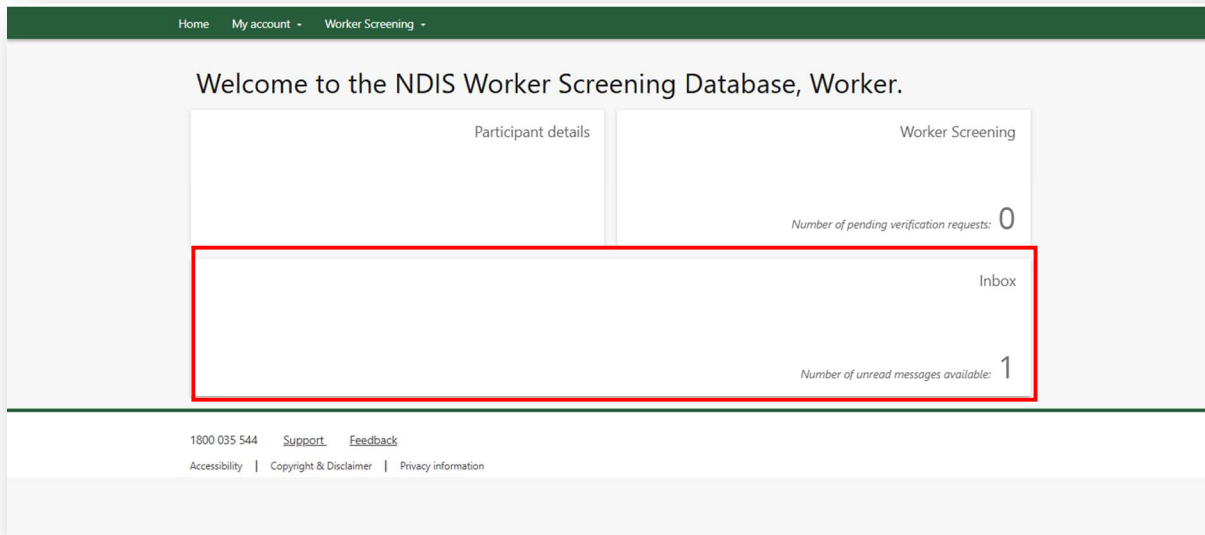 Home My account Worker Screening
Welcome to the NDIS Worker Screening Database, Worker.
Participant details
Worker Screening
Number of pending verification requests: 0
Inbox
Number of unread messages available: 1
1800 035 544 Support Feedback
Accessibility | Copyright & Disclaimer | Privacy information